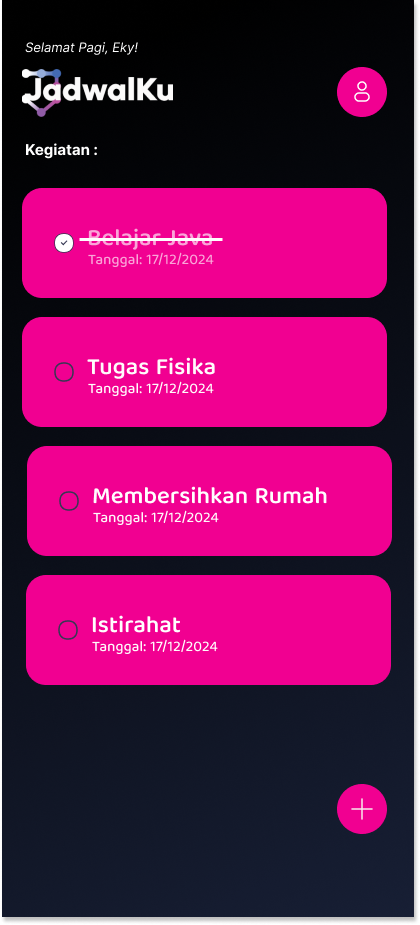 Selamat Pagi, Eky!
JadwalKu
Kegiatan :
Belajar Java
Tanggal: 17/12/2024
Tugas Fisika
Tanggal: 17/12/2024
Membersihkan Rumah
Tanggal: 17/12/2024
Istirahat
Tanggal: 17/12/2024